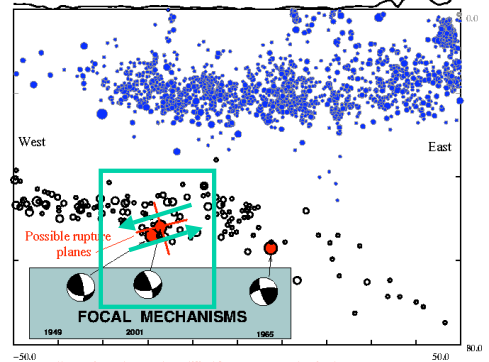 0.0
West
East
Possible rupture
planes
FOCAL MECHANISMS
1949
2001
1965
-50.0
50.0
80.0